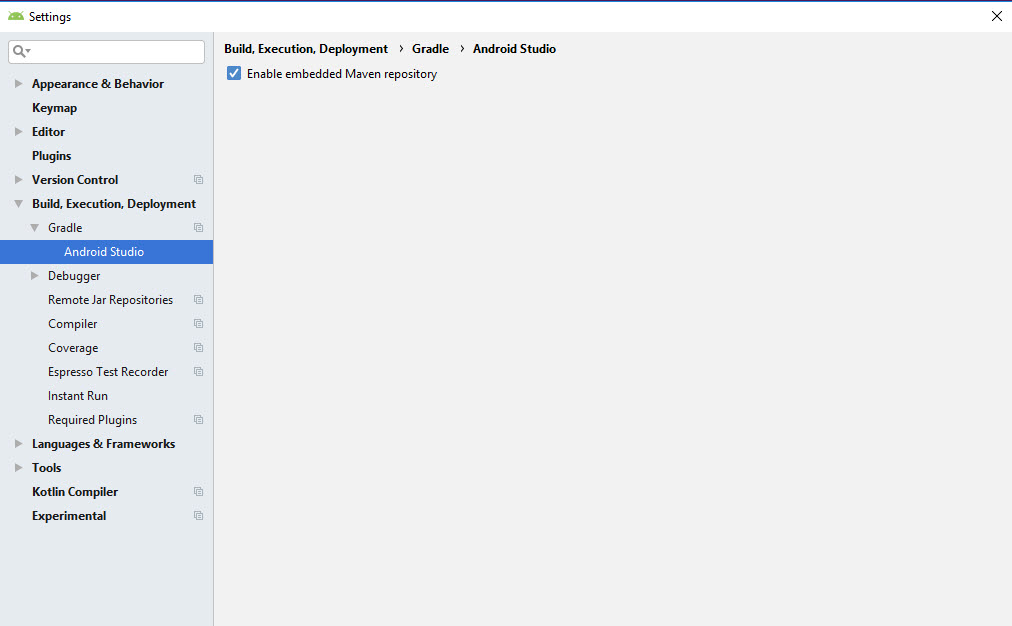 Settings
Build, Execution, Deployment › Gradle › Android Studio
Enable embedded Maven repository
Appearance & Behavior
Keymap
Editor
Plugins
Version Control
Build, Execution, Deployment
Gradle
Android Studio
Debugger
Remote Jar Repositories
Compiler
Coverage
Espresso Test Recorder
Instant Run
Required Plugins
Languages & Frameworks
Tools
Kotlin Compiler
Experimental